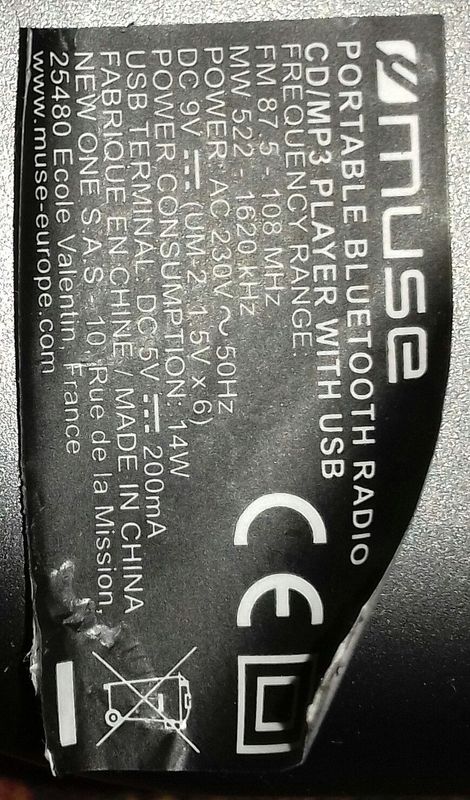 muse
PORTABLE BLUETOOTH RADIO
CD/MP3 PLAYER WITH USB
FREQUENCY RANGE:
FM 87.5 - 108 MHz
MW 522 - 1620 kHz
POWER: AC 230V ~ 50Hz
DC 9V ⎓ (UM-2 1.5V x 6)
POWER CONSUMPTION: 14W
USB TERMINAL: DC 5V ⎓ 200mA
FABRIQUE EN CHINE / MADE IN CHINA
NEW ONE S.A.S - 10, Rue de la Mission,
25480 Ecole Valentin, France
www.muse-europe.com
CE